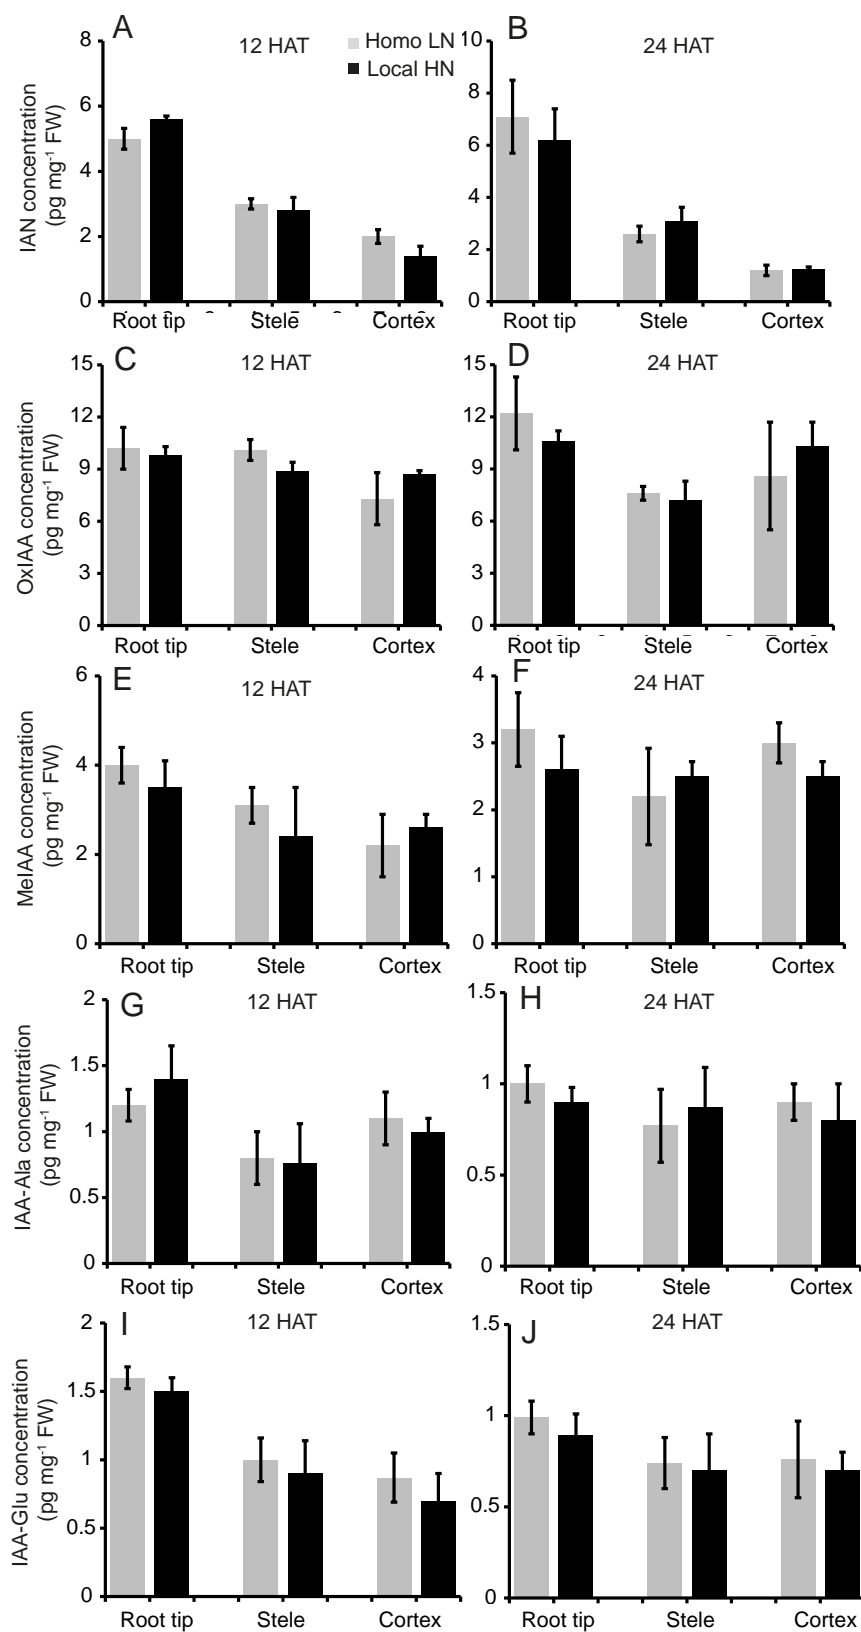 A
12 HAT
Homo LN
Local HN
B
24 HAT
IAN concentration
(pg mg-1 FW)
8
6
4
2
0
Root tip
Stele
Cortex
10
8
6
4
2
0
Root tip
Stele
Cortex
C
12 HAT
D
24 HAT
OxIAA concentration
(pg mg-1 FW)
15
12
9
6
3
0
Root tip
Stele
Cortex
15
12
9
6
3
0
Root tip
Stele
Cortex
E
12 HAT
F
24 HAT
MeIAA concentration
(pg mg-1 FW)
6
4
2
0
Root tip
Stele
Cortex
4
3
2
1
0
Root tip
Stele
Cortex
G
12 HAT
H
24 HAT
IAA-Ala concentration
(pg mg-1 FW)
2
1.5
1
0.5
0
Root tip
Stele
Cortex
1.5
1
0.5
0
Root tip
Stele
Cortex
I
12 HAT
J
24 HAT
IAA-Glu concentration
(pg mg-1 FW)
2
1.5
1
0.5
0
Root tip
Stele
Cortex
1.5
1
0.5
0
Root tip
Stele
Cortex